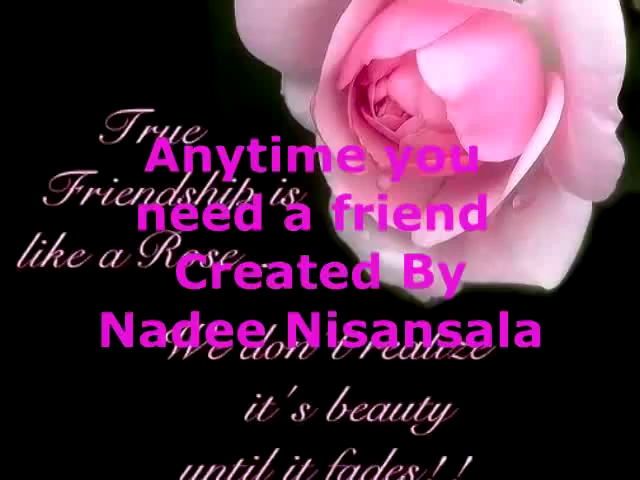 True
Friendship is
like a Rose...
Anytime you
need a friend
Created By
Nadee Nisansala
We don't realize
it's beauty
until it fades!!